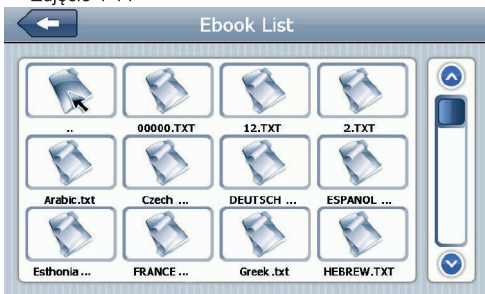 Ebook List
.. 00000.TXT 12.TXT 2.TXT
Arabic.txt Czech ... DEUTSCH ... ESPANOL ...
Esthonia ... FRANCE ... Greek .txt HEBREW.TXT